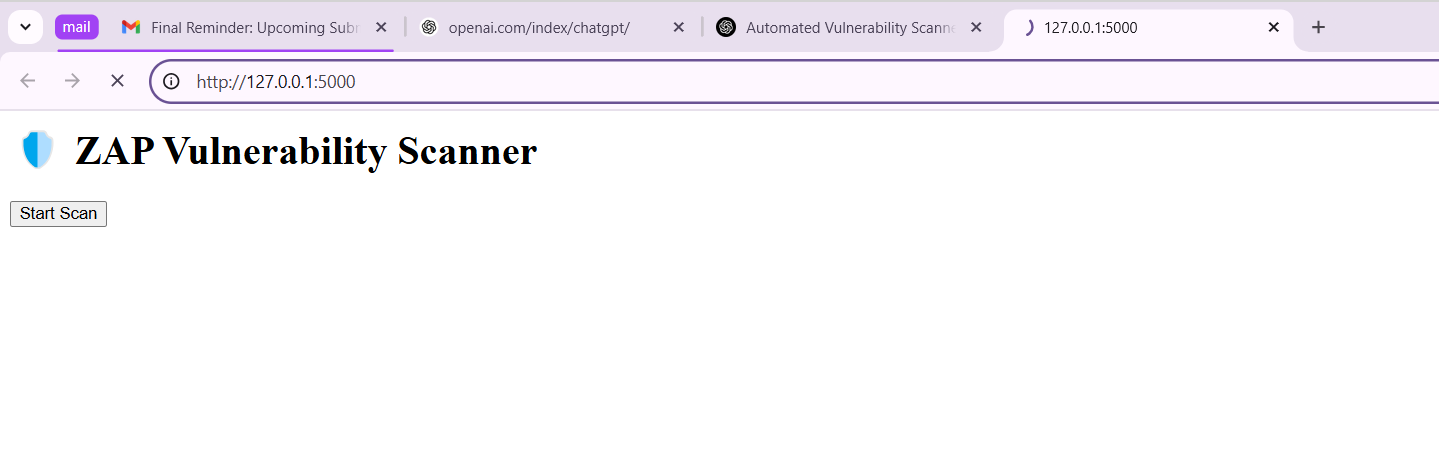 mail
Final Reminder: Upcoming Subr
openai.com/index/chatgpt/
Automated Vulnerability Scanne
127.0.0.1:5000
http://127.0.0.1:5000
ZAP Vulnerability Scanner
Start Scan